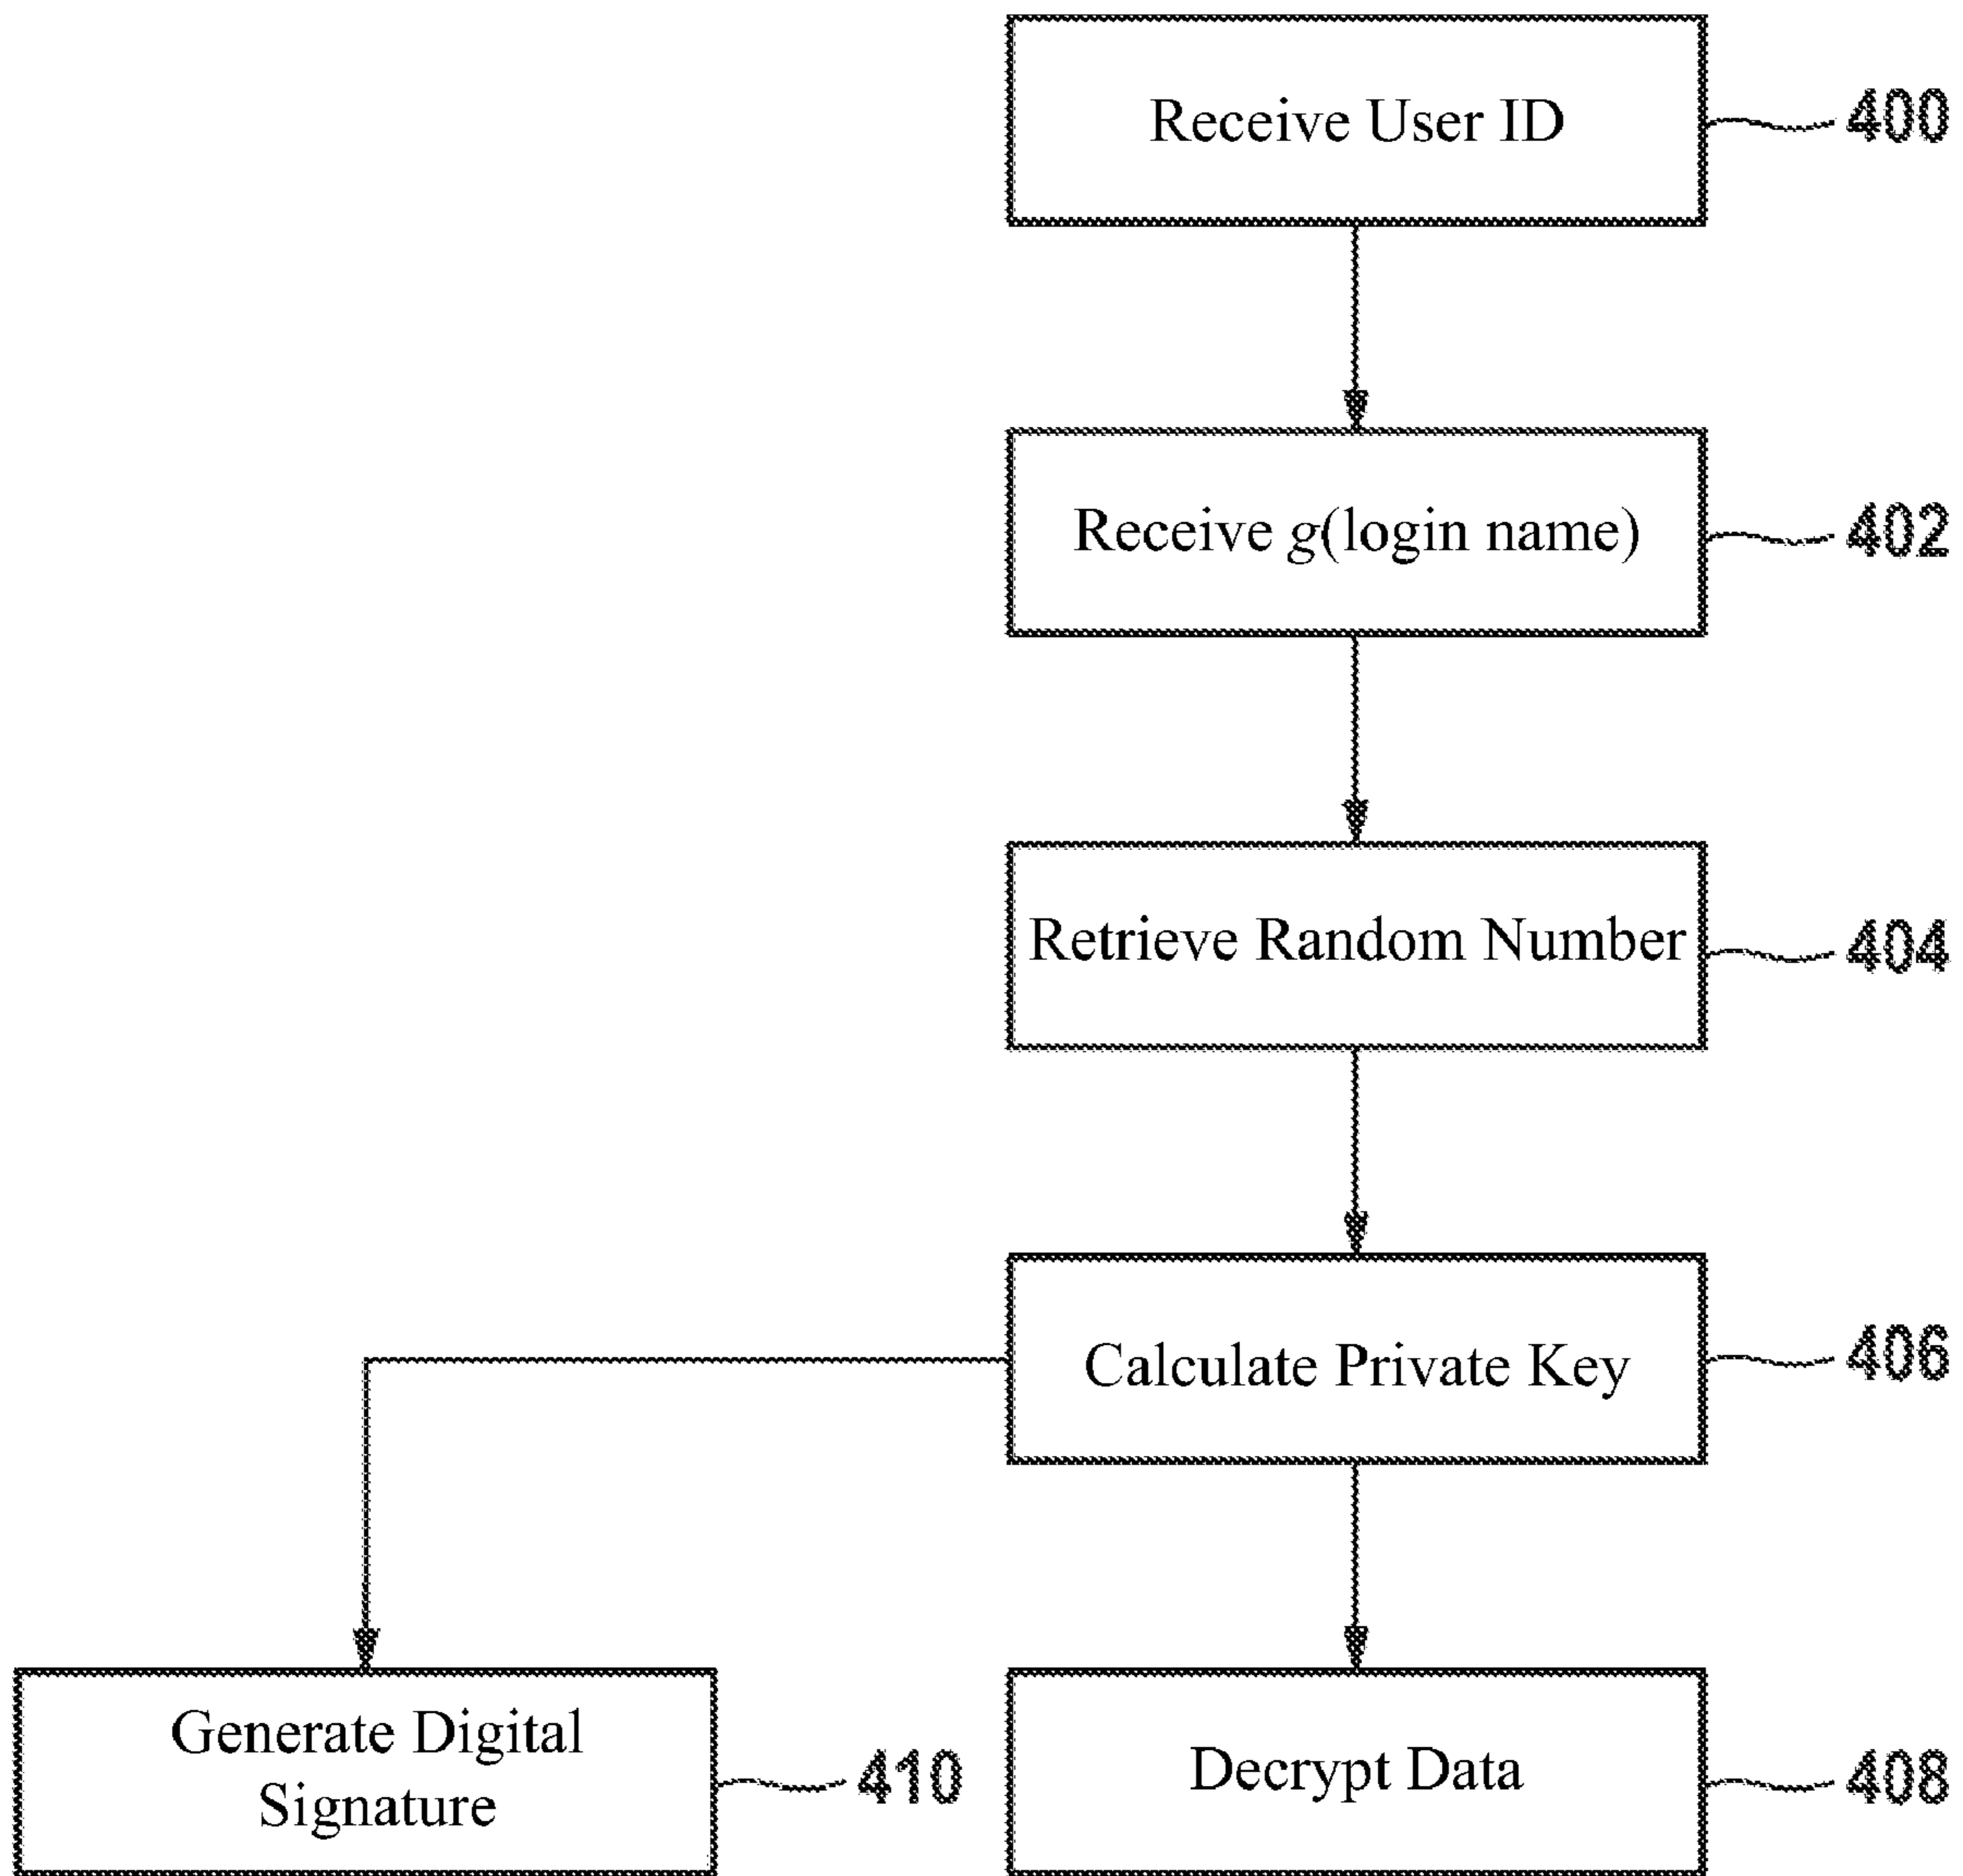 Receive User ID
400
Receive g(login name)
402
Retrieve Random Number
404
Calculate Private Key
406
Generate Digital
Signature
410
Decrypt Data
408